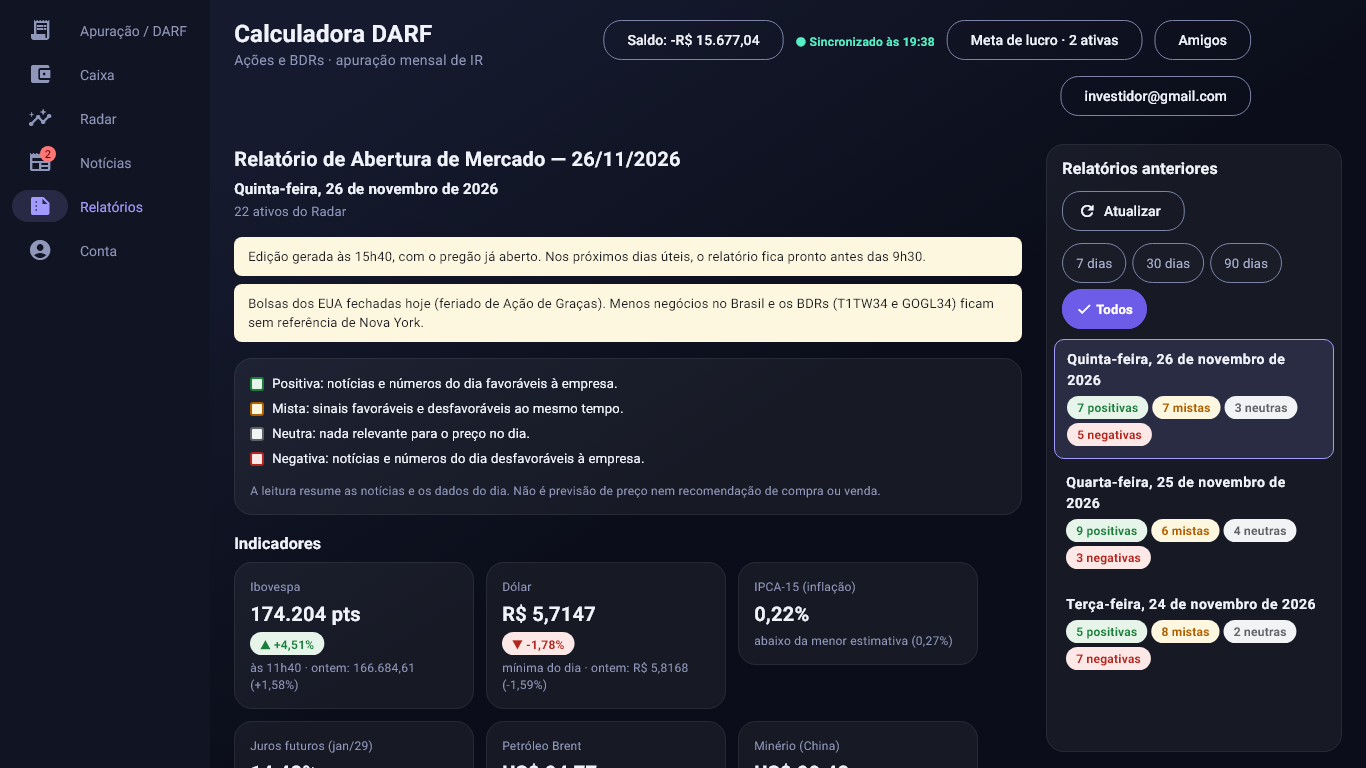 Apuração / DARF
Caixa
Radar
2
Notícias
Relatórios
Conta
Calculadora DARF
Ações e BDRs · apuração mensal de IR
Saldo: -R$ 15.677,04
Sincronizado às 19:38
Meta de lucro · 2 ativas
Amigos
investidor@gmail.com
Relatório de Abertura de Mercado — 26/11/2026
Quinta-feira, 26 de novembro de 2026
22 ativos do Radar
Edição gerada às 15h40, com o pregão já aberto. Nos próximos dias úteis, o relatório fica pronto antes das 9h30.
Bolsas dos EUA fechadas hoje (feriado de Ação de Graças). Menos negócios no Brasil e os BDRs (T1TW34 e GOGL34) ficam
sem referência de Nova York.
Positiva: notícias e números do dia favoráveis à empresa.
Mista: sinais favoráveis e desfavoráveis ao mesmo tempo.
Neutra: nada relevante para o preço no dia.
Negativa: notícias e números do dia desfavoráveis à empresa.
A leitura resume as notícias e os dados do dia. Não é previsão de preço nem recomendação de compra ou venda.
Indicadores
Ibovespa
174.204 pts
▲ +4,51%
às 11h40 · ontem: 166.684,61
(+1,58%)
Dólar
R$ 5,7147
▼ -1,78%
mínima do dia · ontem: R$ 5,8168
(-1,59%)
IPCA-15 (inflação)
0,22%
abaixo da menor estimativa (0,27%)
Juros futuros (jan/29)
Petróleo Brent
Minério (China)
Relatórios anteriores
Atualizar
7 dias
30 dias
90 dias
Todos
Quinta-feira, 26 de novembro de
2026
7 positivas
7 mistas
3 neutras
5 negativas
Quarta-feira, 25 de novembro de
2026
9 positivas
6 mistas
4 neutras
3 negativas
Terça-feira, 24 de novembro de 2026
5 positivas
8 mistas
2 neutras
7 negativas